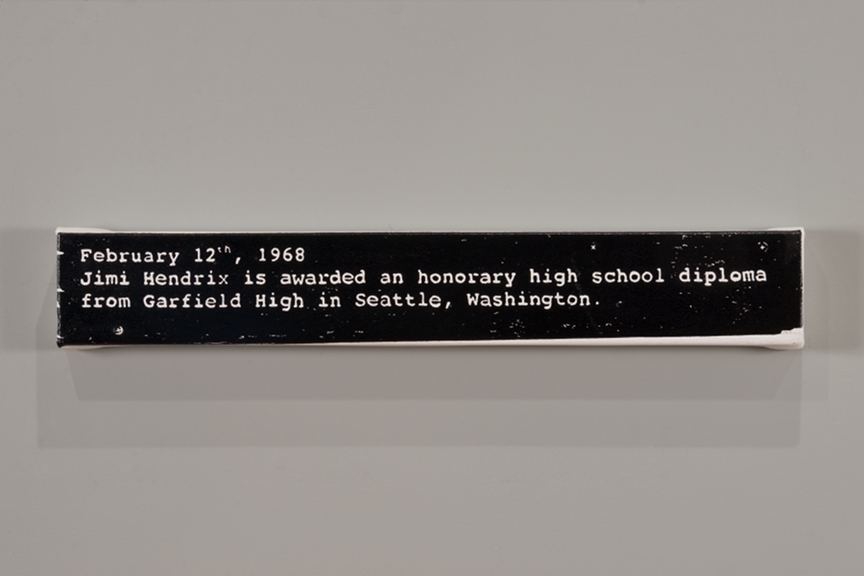 February 12ᵗʰ, 1968
Jimi Hendrix is awarded an honorary high school diploma
from Garfield High in Seattle, Washington.